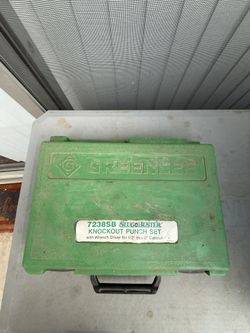 GREENLEE
7238SB SLUG-BUSTER
KNOCKOUT PUNCH SET
with Wrench Driver for 1/2" thru 2" Conduit